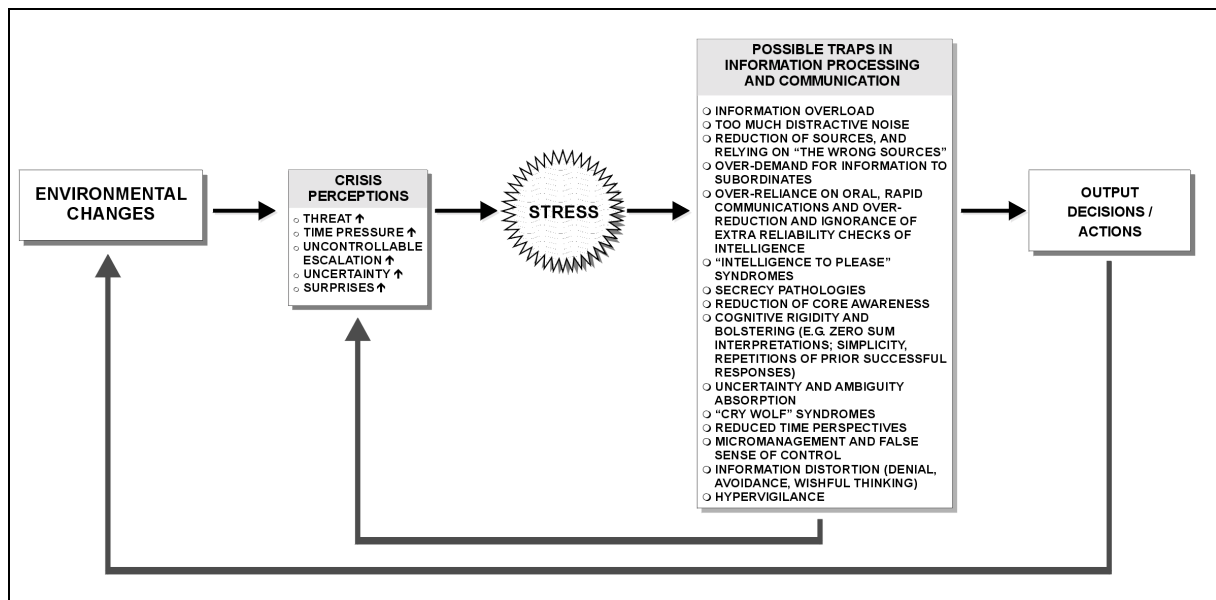 ENVIRONMENTAL
CHANGES
CRISIS
PERCEPTIONS
○ THREAT ↑
○ TIME PRESSURE ↑
○ UNCONTROLLABLE
ESCALATION ↑
○ UNCERTAINTY ↑
○ SURPRISES ↑
STRESS
POSSIBLE TRAPS IN
INFORMATION PROCESSING
AND COMMUNICATION
❍ INFORMATION OVERLOAD
❍ TOO MUCH DISTRACTIVE NOISE
❍ REDUCTION OF SOURCES, AND
RELYING ON “THE WRONG SOURCES”
❍ OVER-DEMAND FOR INFORMATION TO
SUBORDINATES
❍ OVER-RELIANCE ON ORAL, RAPID
COMMUNICATIONS AND OVER-
REDUCTION AND IGNORANCE OF
EXTRA RELIABILITY CHECKS OF
INTELLIGENCE
❍ “INTELLIGENCE TO PLEASE”
SYNDROMES
❍ SECRECY PATHOLOGIES
❍ REDUCTION OF CORE AWARENESS
❍ COGNITIVE RIGIDITY AND
BOLSTERING (E.G. ZERO SUM
INTERPRETATIONS; SIMPLICITY,
REPETITIONS OF PRIOR SUCCESSFUL
RESPONSES)
❍ UNCERTAINTY AND AMBIGUITY
ABSORPTION
❍ “CRY WOLF” SYNDROMES
❍ REDUCED TIME PERSPECTIVES
❍ MICROMANAGEMENT AND FALSE
SENSE OF CONTROL
❍ INFORMATION DISTORTION (DENIAL,
AVOIDANCE, WISHFUL THINKING)
❍ HYPERVIGILANCE
OUTPUT
DECISIONS /
ACTIONS